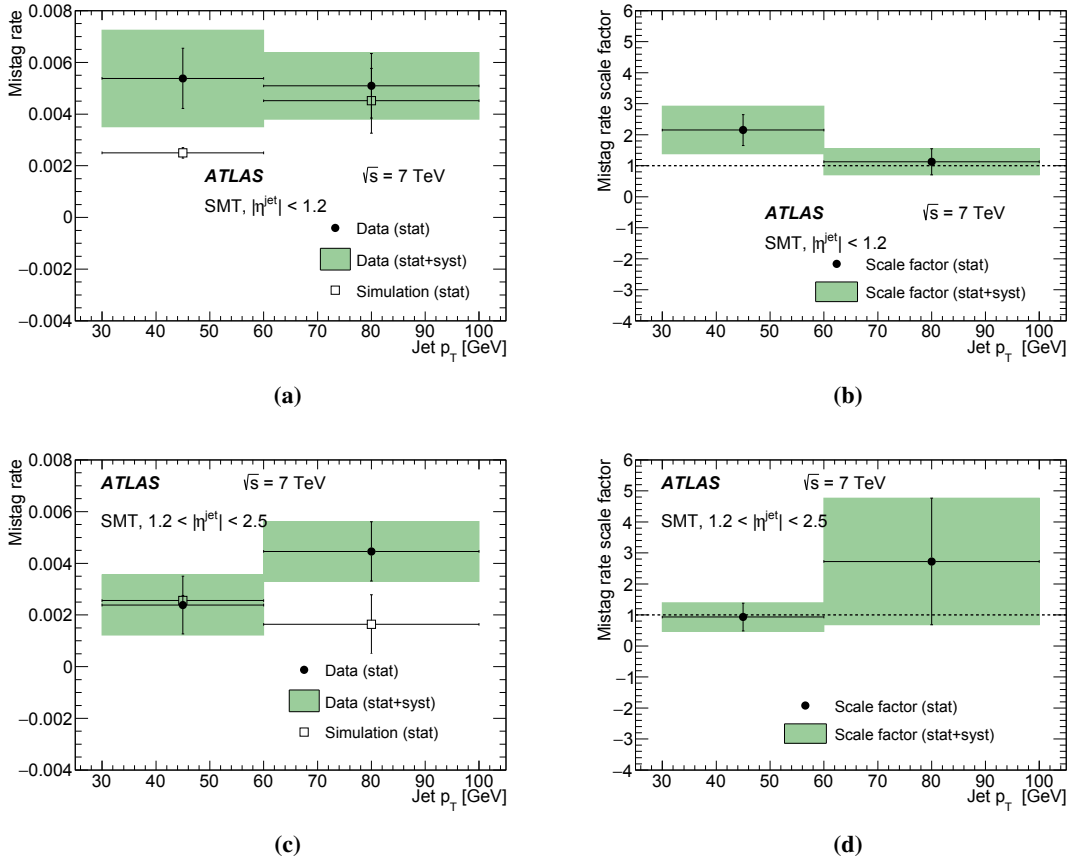 Mistag rate
0.008
0.006
0.004
0.002
0
−0.002
−0.004
ATLAS √s = 7 TeV
SMT, |η^jet| < 1.2
Data (stat)
Data (stat+syst)
Simulation (stat)
30 40 50 60 70 80 90 100
Jet p_T [GeV]
(a)
Mistag rate scale factor
6
5
4
3
2
1
0
−1
−2
−3
−4
ATLAS √s = 7 TeV
SMT, |η^jet| < 1.2
Scale factor (stat)
Scale factor (stat+syst)
30 40 50 60 70 80 90 100
Jet p_T [GeV]
(b)
Mistag rate
0.008
0.006
0.004
0.002
0
−0.002
−0.004
ATLAS √s = 7 TeV
SMT, 1.2 < |η^jet| < 2.5
Data (stat)
Data (stat+syst)
Simulation (stat)
30 40 50 60 70 80 90 100
Jet p_T [GeV]
(c)
Mistag rate scale factor
6
5
4
3
2
1
0
−1
−2
−3
−4
ATLAS √s = 7 TeV
SMT, 1.2 < |η^jet| < 2.5
Scale factor (stat)
Scale factor (stat+syst)
30 40 50 60 70 80 90 100
Jet p_T [GeV]
(d)